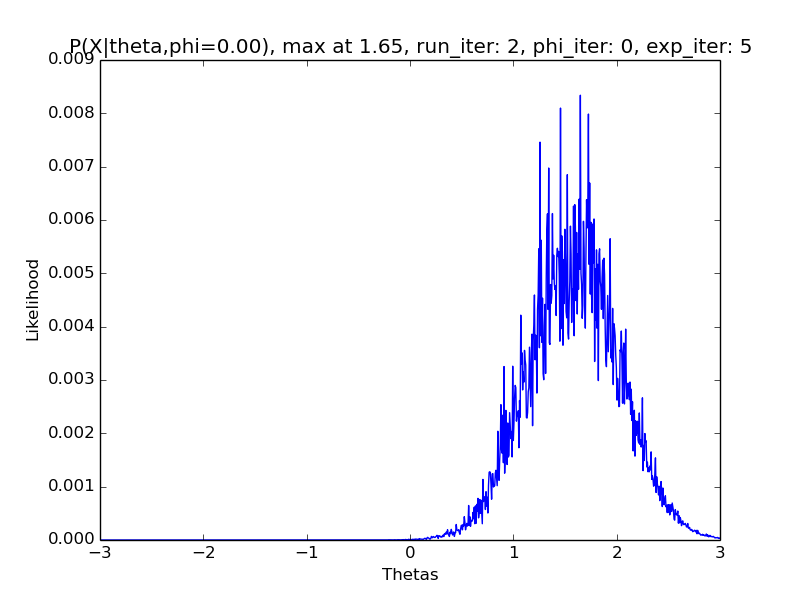 P(X|theta,phi=0.00), max at 1.65, run_iter: 2, phi_iter: 0, exp_iter: 5
0.009
0.008
0.007
0.006
0.005
0.004
0.003
0.002
0.001
0.000
Likelihood
−3 −2 −1 0 1 2 3
Thetas